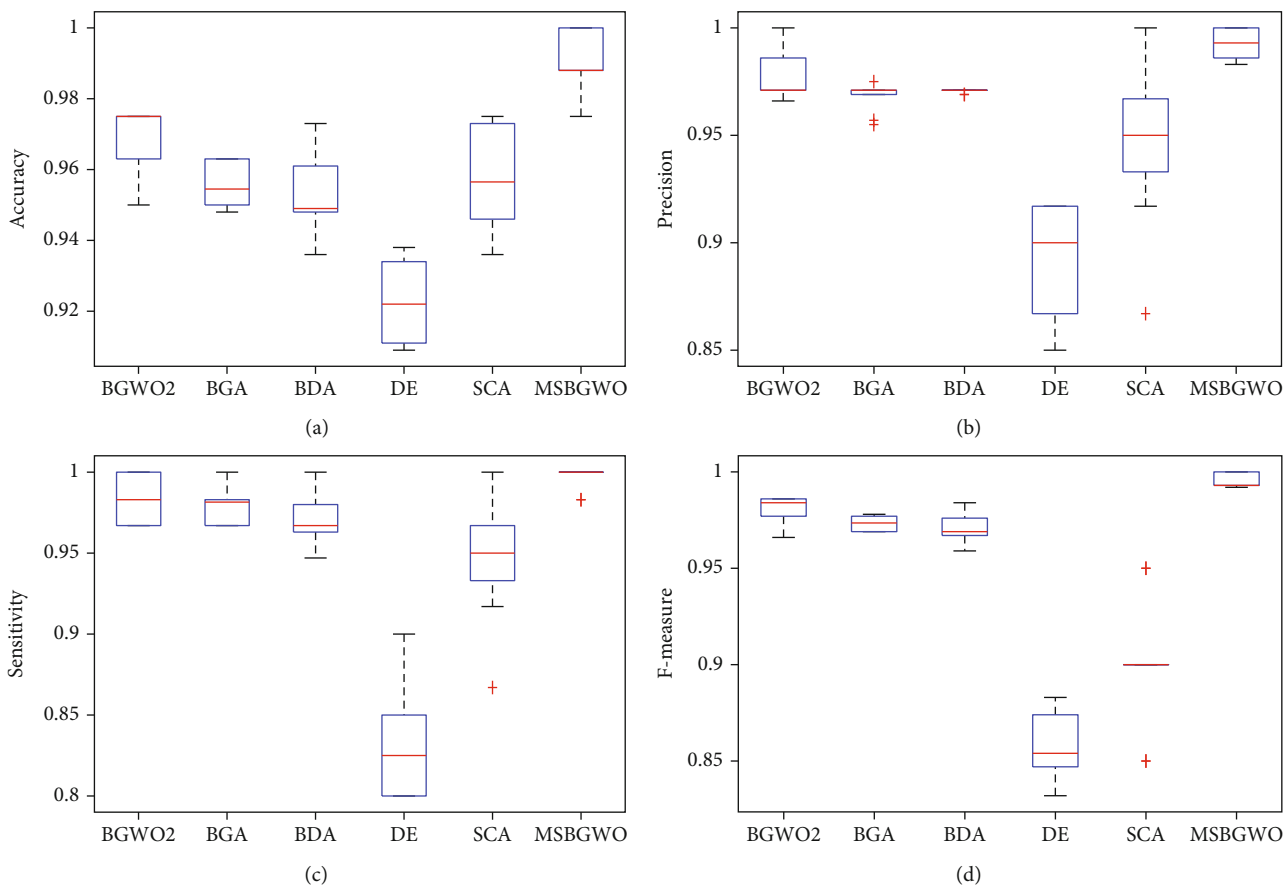 1
0.98
0.96
0.94
0.92
Accuracy
BGWO2 BGA BDA DE SCA MSBGWO
(a)
1
0.95
0.9
0.85
Precision
BGWO2 BGA BDA DE SCA MSBGWO
(b)
1
0.95
0.9
0.85
0.8
Sensitivity
BGWO2 BGA BDA DE SCA MSBGWO
(c)
1
0.95
0.9
0.85
F-measure
BGWO2 BGA BDA DE SCA MSBGWO
(d)